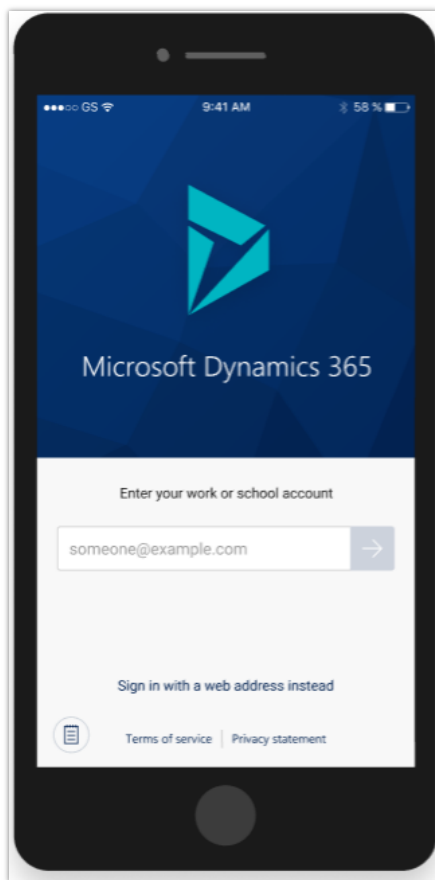 GS 9:41 AM 58 %
Microsoft Dynamics 365
Enter your work or school account
someone@example.com
Sign in with a web address instead
Terms of service | Privacy statement